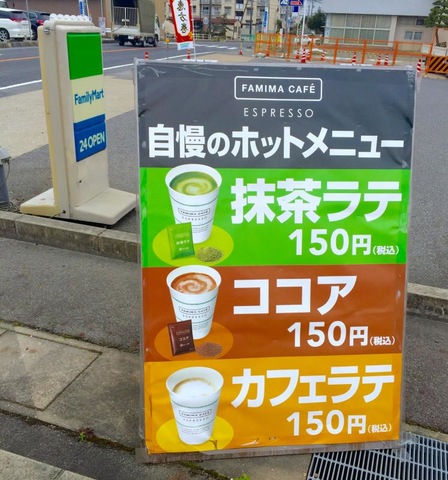 FamilyMart
24 OPEN
FAMIMA CAFÉ
ESPRESSO
自慢のホットメニュー
抹茶ラテ
150円(税込)
ココア
150円(税込)
カフェラテ
150円(税込)